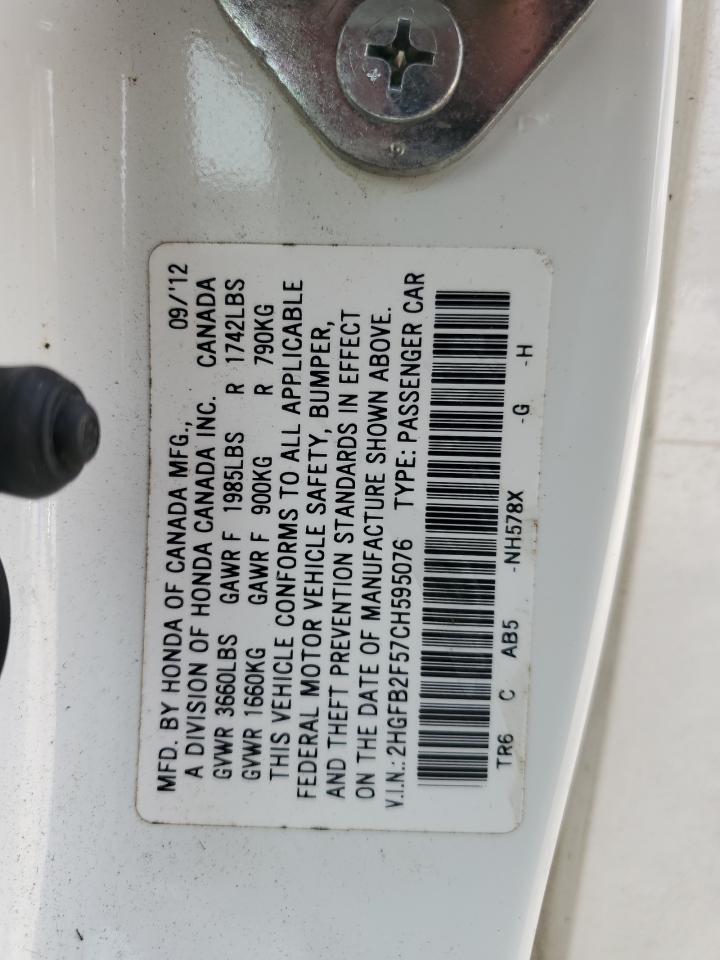 MFD. BY HONDA OF CANADA MFG., 09/'12
A DIVISION OF HONDA CANADA INC. CANADA
GVWR 3660LBS GAWR F 1985LBS R 1742LBS
GVWR 1660KG GAWR F 900KG R 790KG
THIS VEHICLE CONFORMS TO ALL APPLICABLE
FEDERAL MOTOR VEHICLE SAFETY, BUMPER,
AND THEFT PREVENTION STANDARDS IN EFFECT
ON THE DATE OF MANUFACTURE SHOWN ABOVE.
V.I.N.: 2HGFB2F57CH595076 TYPE: PASSENGER CAR
TR6 C AB5 -NH578X -G -H